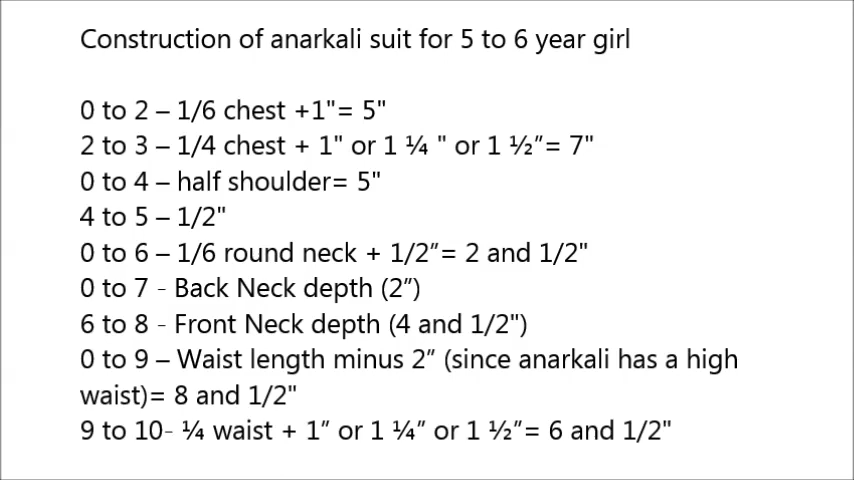 Construction of anarkali suit for 5 to 6 year girl
0 to 2 – 1/6 chest +1"= 5"
2 to 3 – 1/4 chest + 1" or 1 ¼ " or 1 ½”= 7"
0 to 4 – half shoulder= 5"
4 to 5 – 1/2"
0 to 6 – 1/6 round neck + 1/2”= 2 and 1/2"
0 to 7 - Back Neck depth (2”)
6 to 8 - Front Neck depth (4 and 1/2")
0 to 9 – Waist length minus 2” (since anarkali has a high
waist)= 8 and 1/2"
9 to 10- ¼ waist + 1” or 1 ¼” or 1 ½”= 6 and 1/2"